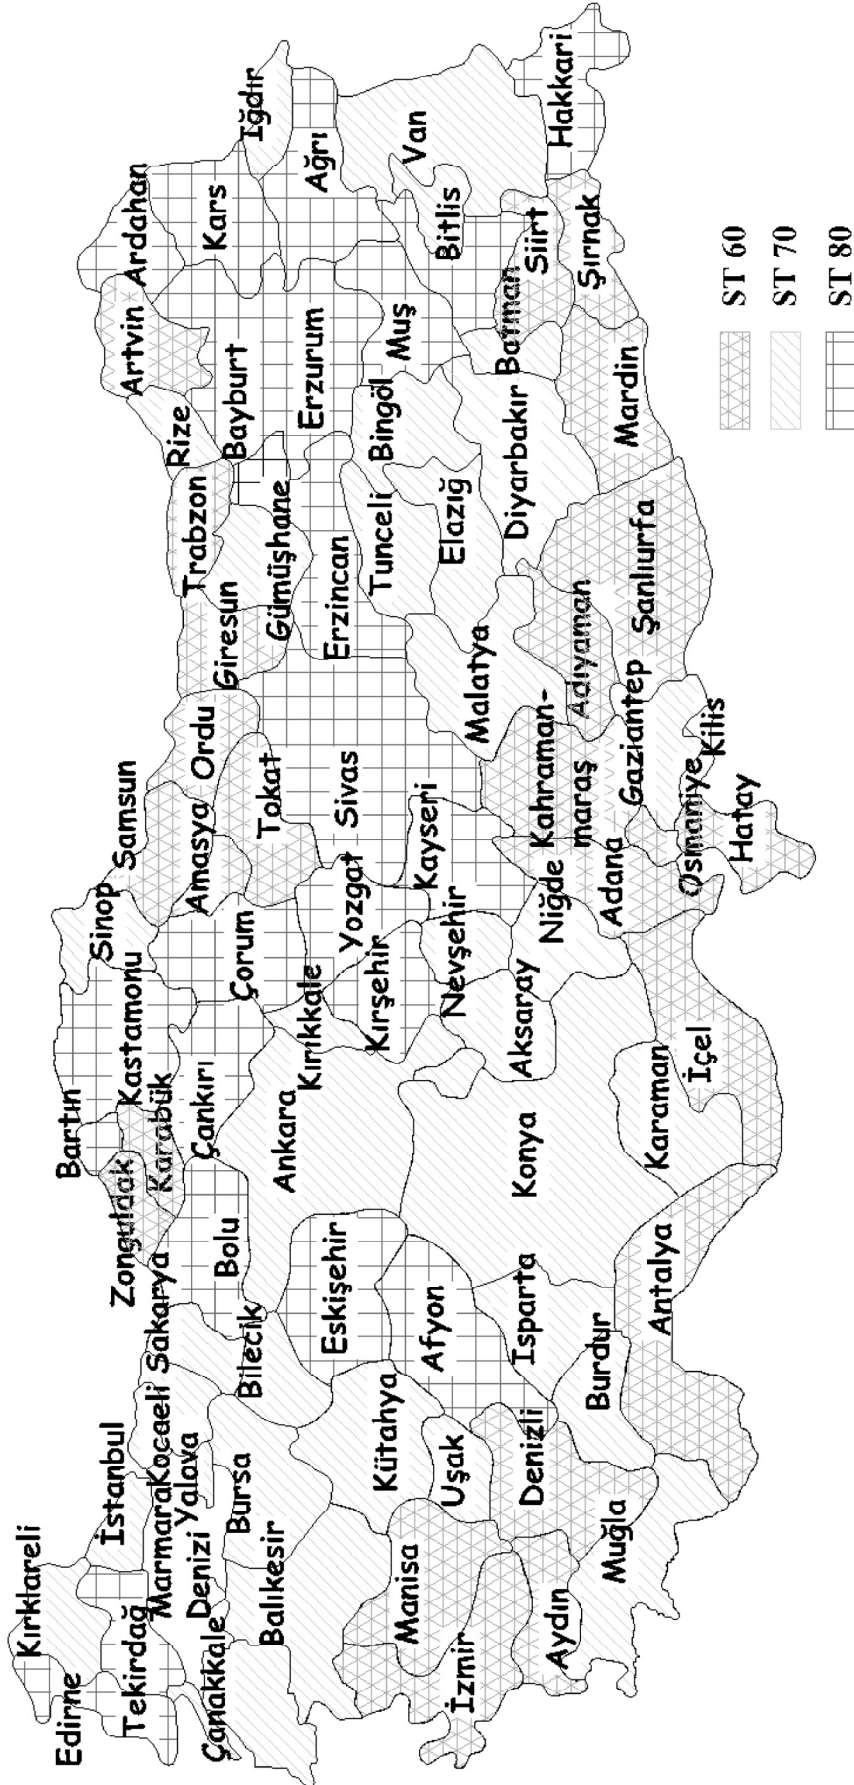 Kırklareli
Edirne
Tekirdağ
İstanbul
Marmara
Denizi
Kocaeli
Yalova
Sakarya
Çanakkale
Balıkesir
Bursa
Bilecik
Zonguldak
Bartın
Karabük
Kastamonu
Sinop
Samsun
Bolu
Çankırı
Çorum
Amasya
Ordu
Tokat
Giresun
Trabzon
Gümüşhane
Rize
Bayburt
Artvin
Ardahan
Kars
Iğdır
Ağrı
Erzurum
Erzincan
Sivas
Yozgat
Kırıkkale
Ankara
Eskişehir
Kütahya
Manisa
İzmir
Uşak
Afyon
Kırşehir
Nevşehir
Kayseri
Malatya
Elazığ
Tunceli
Bingöl
Muş
Bitlis
Van
Hakkari
Şırnak
Siirt
Batman
Diyarbakır
Mardin
Şanlıurfa
Adıyaman
Gaziantep
Kilis
Kahraman-
maraş
Osmaniye
Hatay
Adana
Niğde
Aksaray
Konya
Karaman
İçel
Isparta
Burdur
Antalya
Denizli
Aydın
Muğla
ST 60
ST 70
ST 80